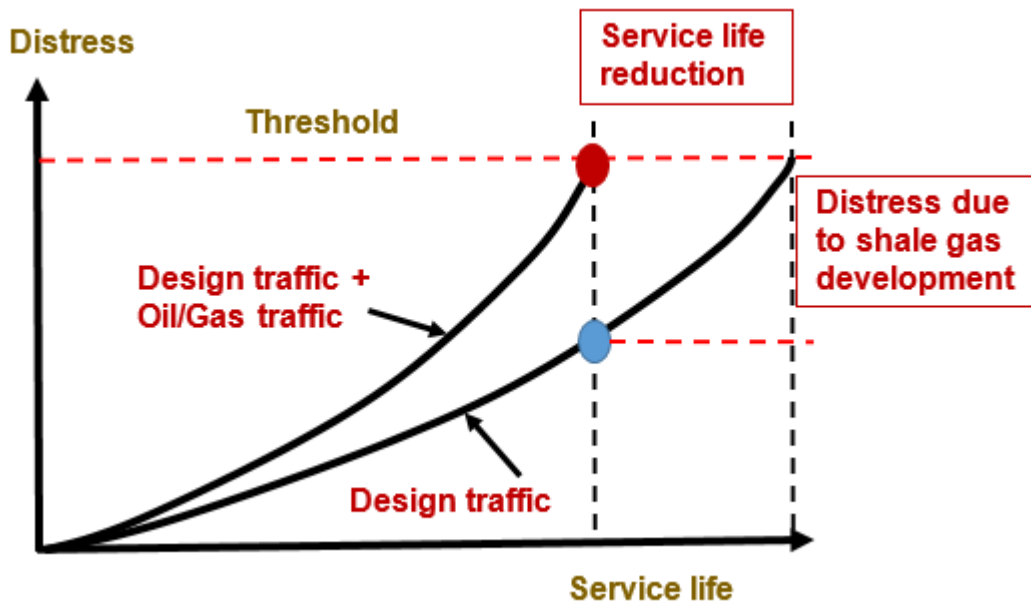 Distress
Service life
reduction
Threshold
Distress due
to shale gas
development
Design traffic +
Oil/Gas traffic
Design traffic
Service life